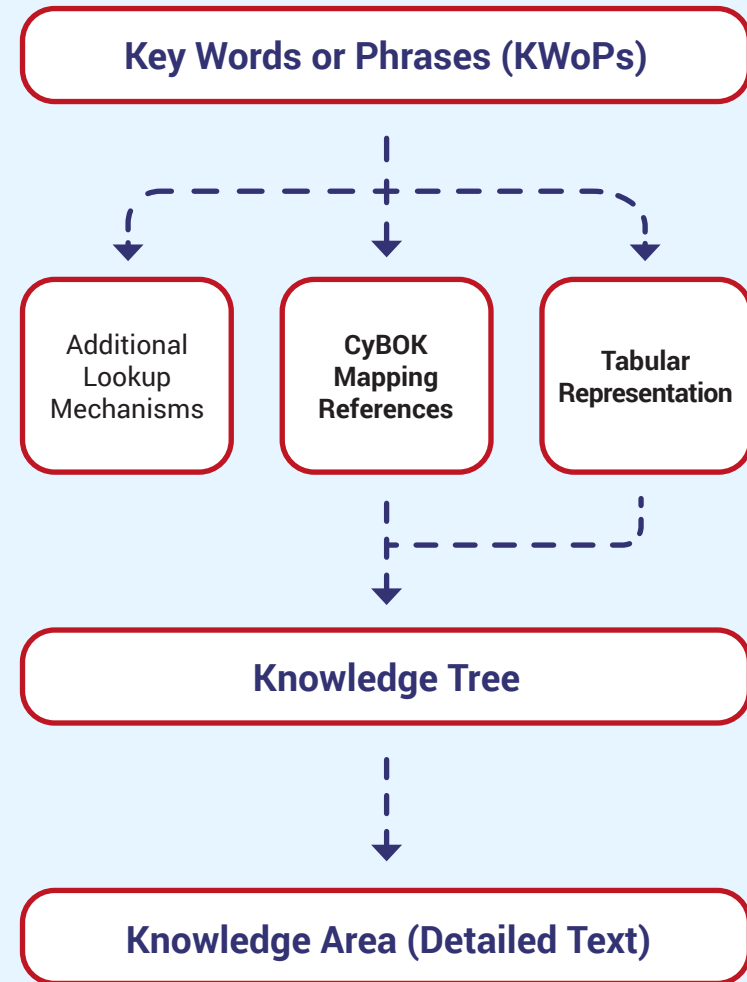 Key Words or Phrases (KWoPs)
Additional
Lookup
Mechanisms
CyBOK
Mapping
References
Tabular
Representation
Knowledge Tree
Knowledge Area (Detailed Text)